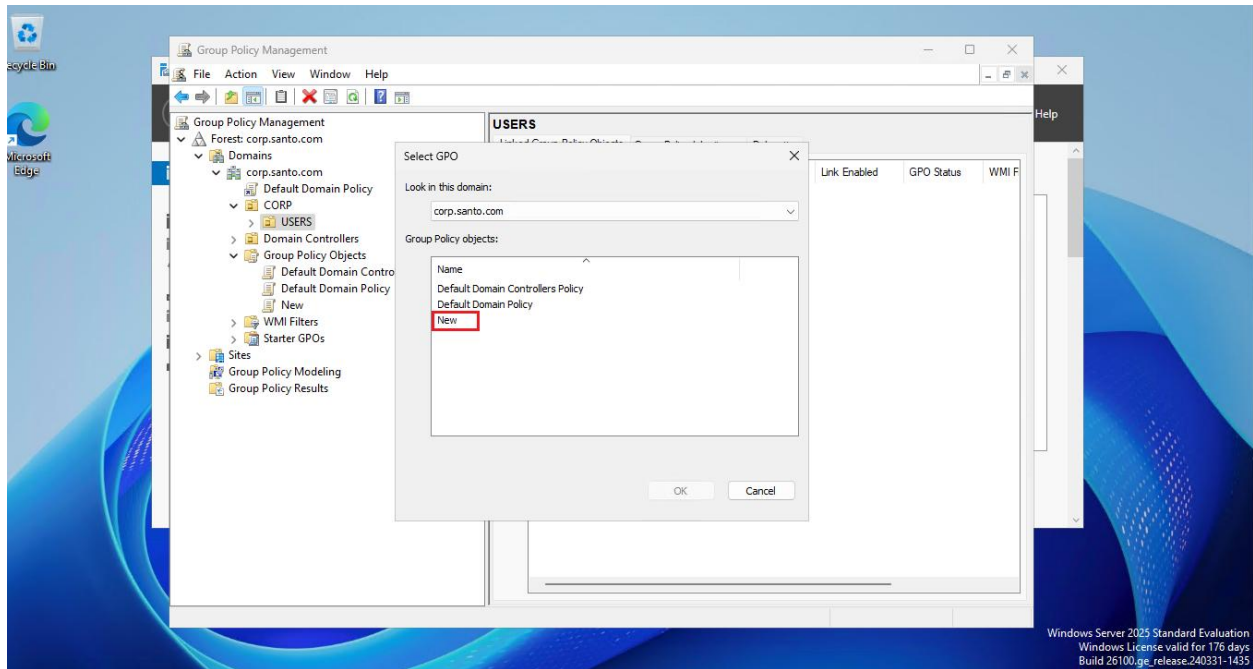 Recycle Bin
Microsoft
Edge
Group Policy Management
File Action View Window Help
Help
Group Policy Management
Forest: corp.santo.com
Domains
corp.santo.com
Default Domain Policy
CORP
USERS
Domain Controllers
Group Policy Objects
Default Domain Contro
Default Domain Policy
New
WMI Filters
Starter GPOs
Sites
Group Policy Modeling
Group Policy Results
USERS
Link Enabled GPO Status WMI F
Select GPO
Look in this domain:
corp.santo.com
Group Policy objects:
Name
Default Domain Controllers Policy
Default Domain Policy
New
OK Cancel
Windows Server 2025 Standard Evaluation
Windows License valid for 176 days
Build 26100.ge_release.240331-1435